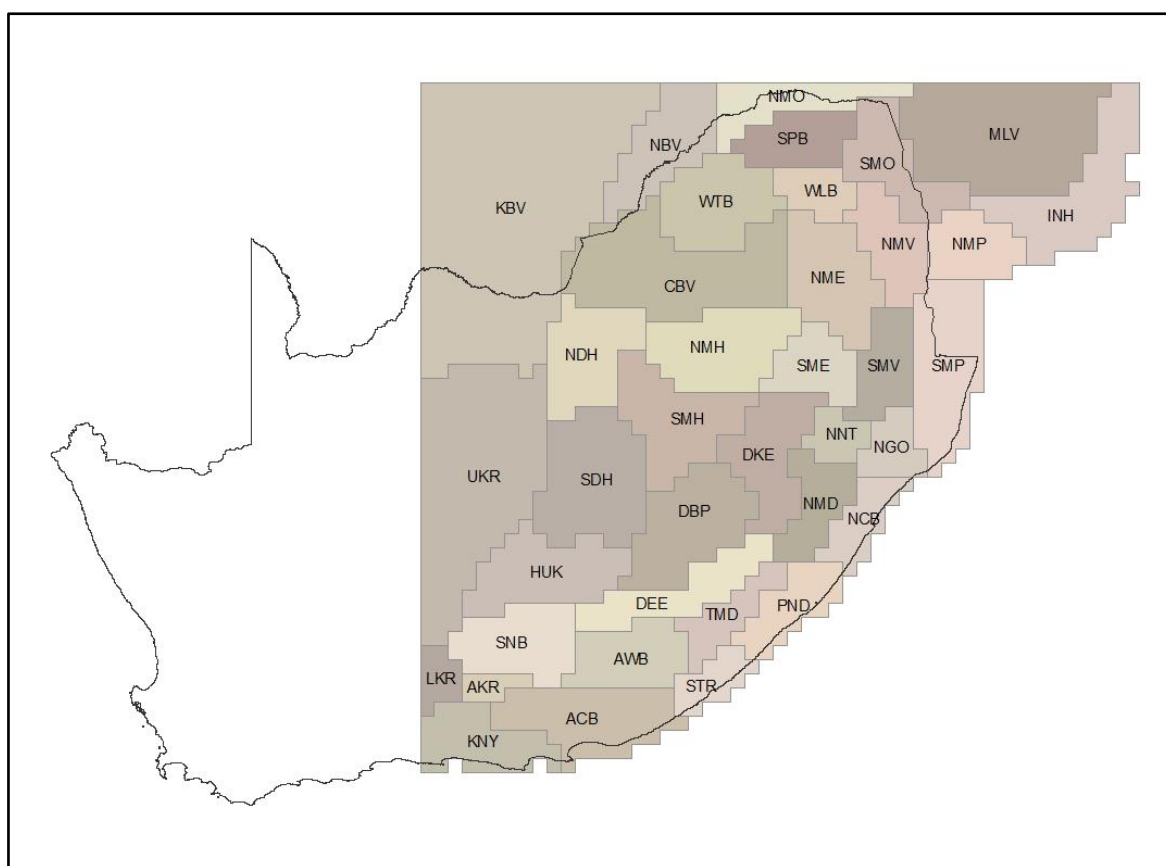 NMO
MLV
SPB
NBV
SMO
WLB
WTB
KBV
INH
NMV
NMP
NME
CBV
NMH
NDH
SME
SMV
SMP
SMH
NNT
NGO
DKE
UKR
SDH
NMD
DBP
NCB
HUK
DEE
PND
TMD
SNB
AWB
LKR
AKR
STR
ACB
KNY